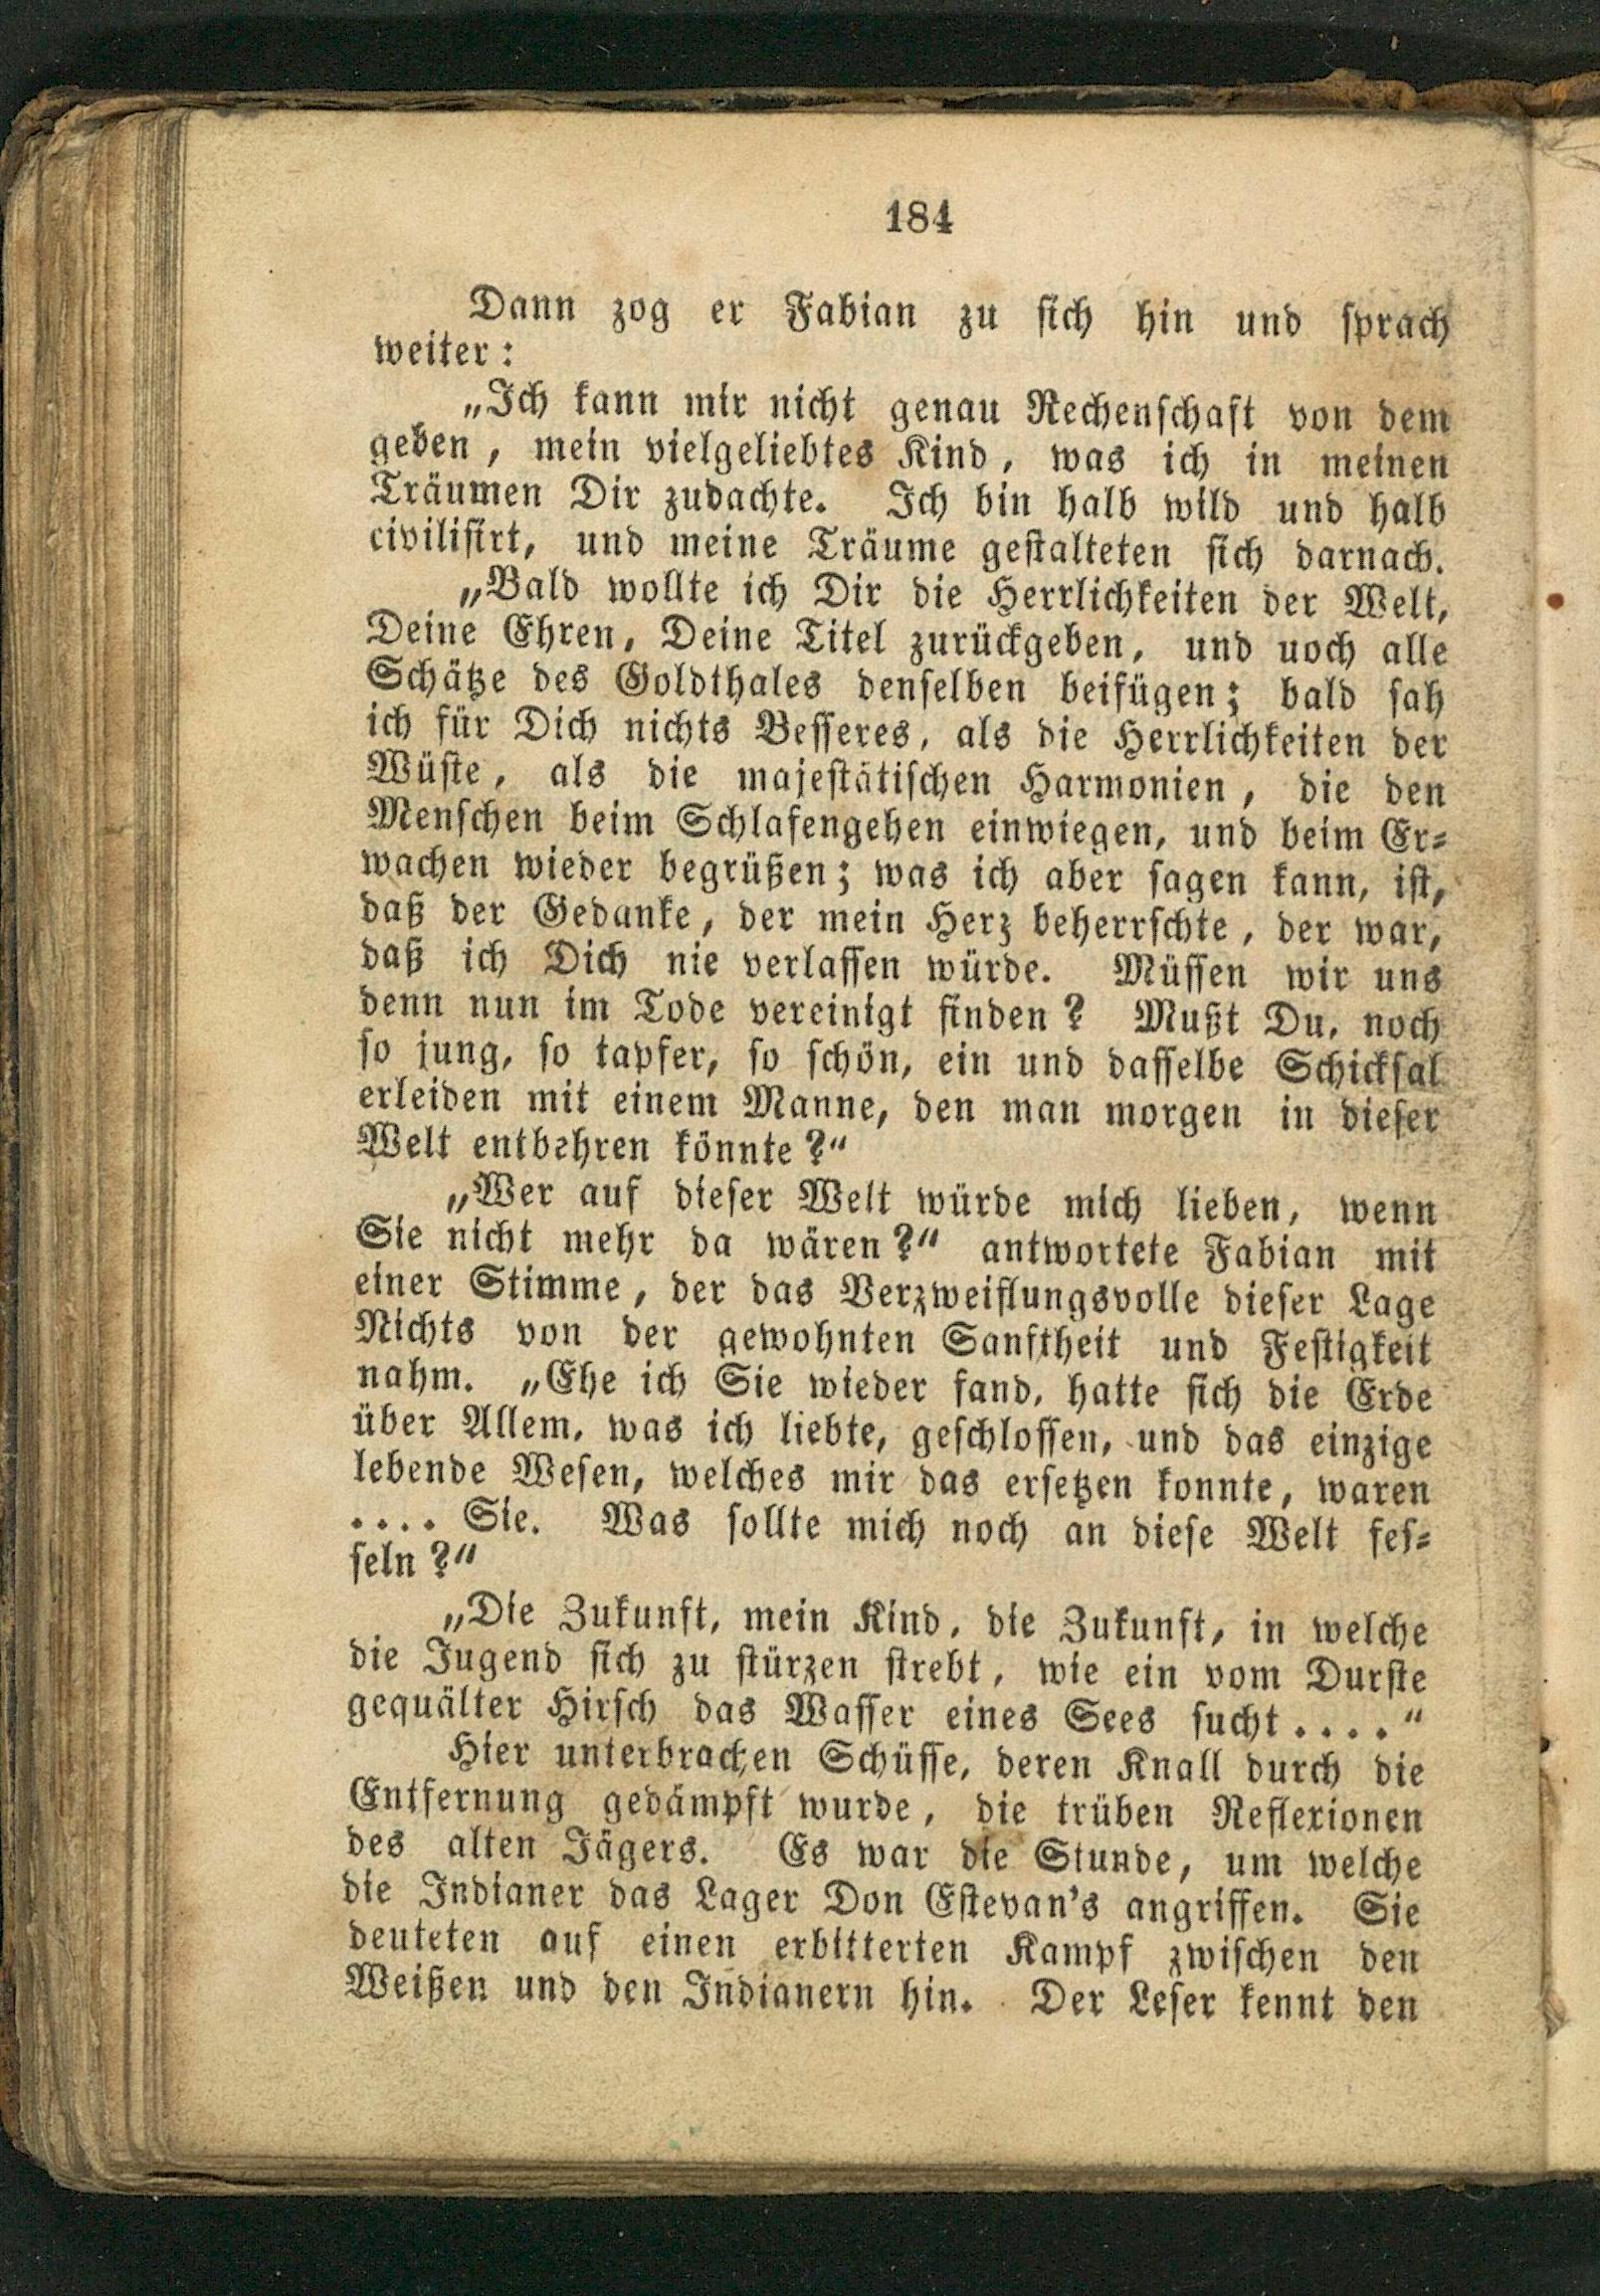 184
Dann zog er Fabian zu sich hin und sprach
weiter:
„Ich kann mir nicht genau Rechenschaft von dem
geben, mein vielgeliebtes Kind, was ich in meinen
Träumen Dir zudachte. Ich bin halb wild und halb
civilisirt, und meine Träume gestalteten sich darnach.
„Bald wollte ich Dir die Herrlichkeiten der Welt,
Deine Ehren, Deine Titel zurückgeben, und uoch alle
Schätze des Goldthales denselben beifügen; bald sah
ich für Dich nichts Besseres, als die Herrlichkeiten der
Wüste, als die majestätischen Harmonien, die den
Menschen beim Schlafengehen einwiegen, und beim Er-
wachen wieder begrüßen; was ich aber sagen kann, ist,
daß der Gedanke, der mein Herz beherrschte, der war,
daß ich Dich nie verlassen würde. Müssen wir uns
denn nun im Tode vereinigt finden? Mußt Du, noch
so jung, so tapfer, so schön, ein und dasselbe Schicksal
erleiden mit einem Manne, den man morgen in dieser
Welt entbehren könnte?“
„Wer auf dieser Welt würde mich lieben, wenn
Sie nicht mehr da wären?“ antwortete Fabian mit
einer Stimme, der das Verzweiflungsvolle dieser Lage
Nichts von der gewohnten Sanftheit und Festigkeit
nahm. „Ehe ich Sie wieder fand, hatte sich die Erde
über Allem, was ich liebte, geschlossen, und das einzige
lebende Wesen, welches mir das ersetzen konnte, waren
.... Sie. Was sollte mich noch an diese Welt fes-
seln?“
„Die Zukunft, mein Kind, die Zukunft, in welche
die Jugend sich zu stürzen strebt, wie ein vom Durste
gequälter Hirsch das Wasser eines Sees sucht....“
Hier unterbrachen Schüsse, deren Knall durch die
Entfernung gedämpft wurde, die trüben Reflexionen
des alten Jägers. Es war die Stunde, um welche
die Indianer das Lager Don Estevan's angriffen. Sie
deuteten auf einen erbitterten Kampf zwischen den
Weißen und den Indianern hin. Der Leser kennt den